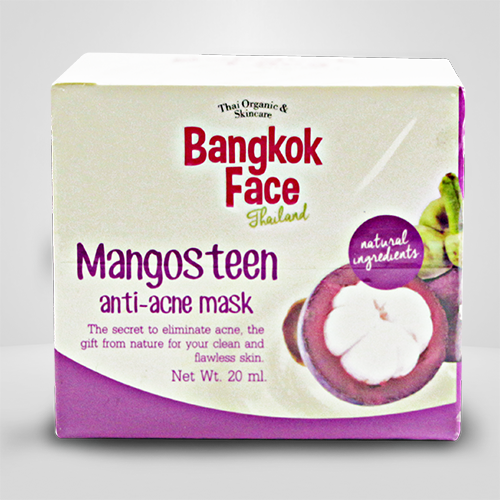 Thai Organic &
Skincare
Bangkok
Face
Thailand
natural
ingredients
Mangosteen
anti-acne mask
The secret to eliminate acne, the
gift from nature for your clean and
flawless skin.
Net Wt. 20 ml.